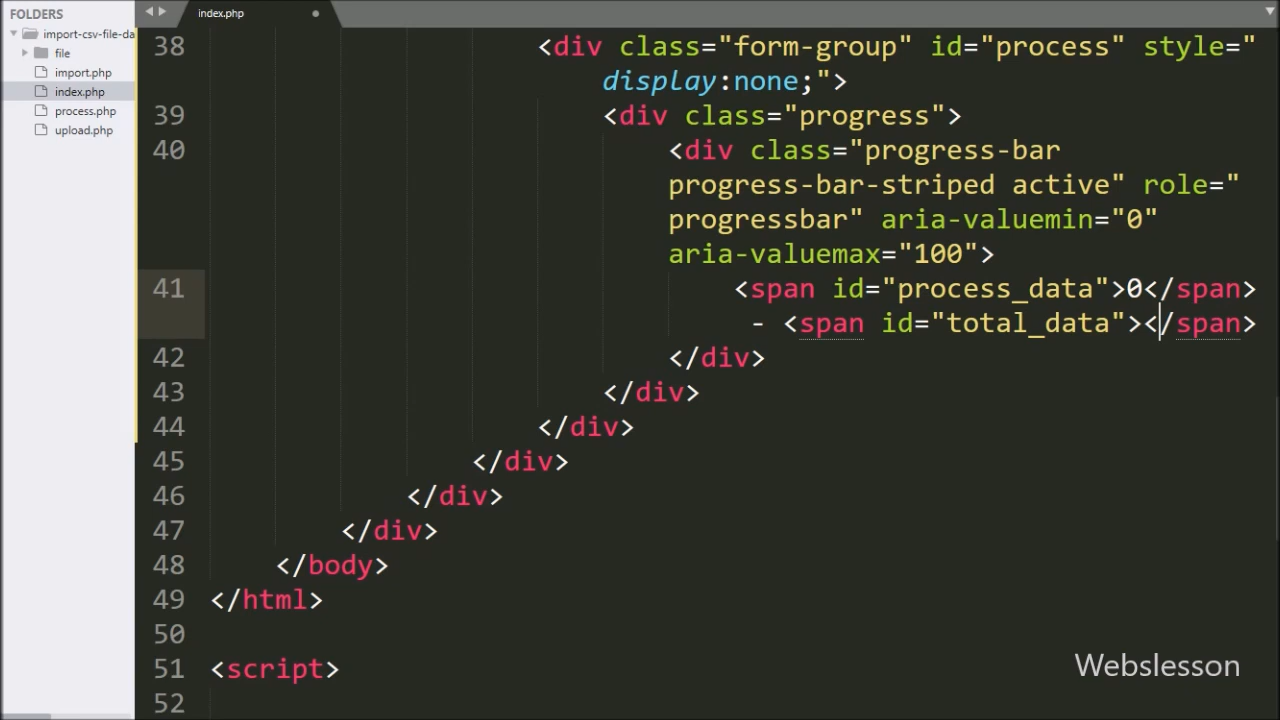 FOLDERS
import-csv-file-da
file
import.php
index.php
process.php
upload.php
index.php
38 <div class="form-group" id="process" style="
display:none;">
39 <div class="progress">
40 <div class="progress-bar
progress-bar-striped active" role="
progressbar" aria-valuemin="0"
aria-valuemax="100">
41 <span id="process_data">0</span>
- <span id="total_data"></span>
42 </div>
43 </div>
44 </div>
45 </div>
46 </div>
47 </div>
48 </body>
49 </html>
50
51 <script>
52
Webslesson